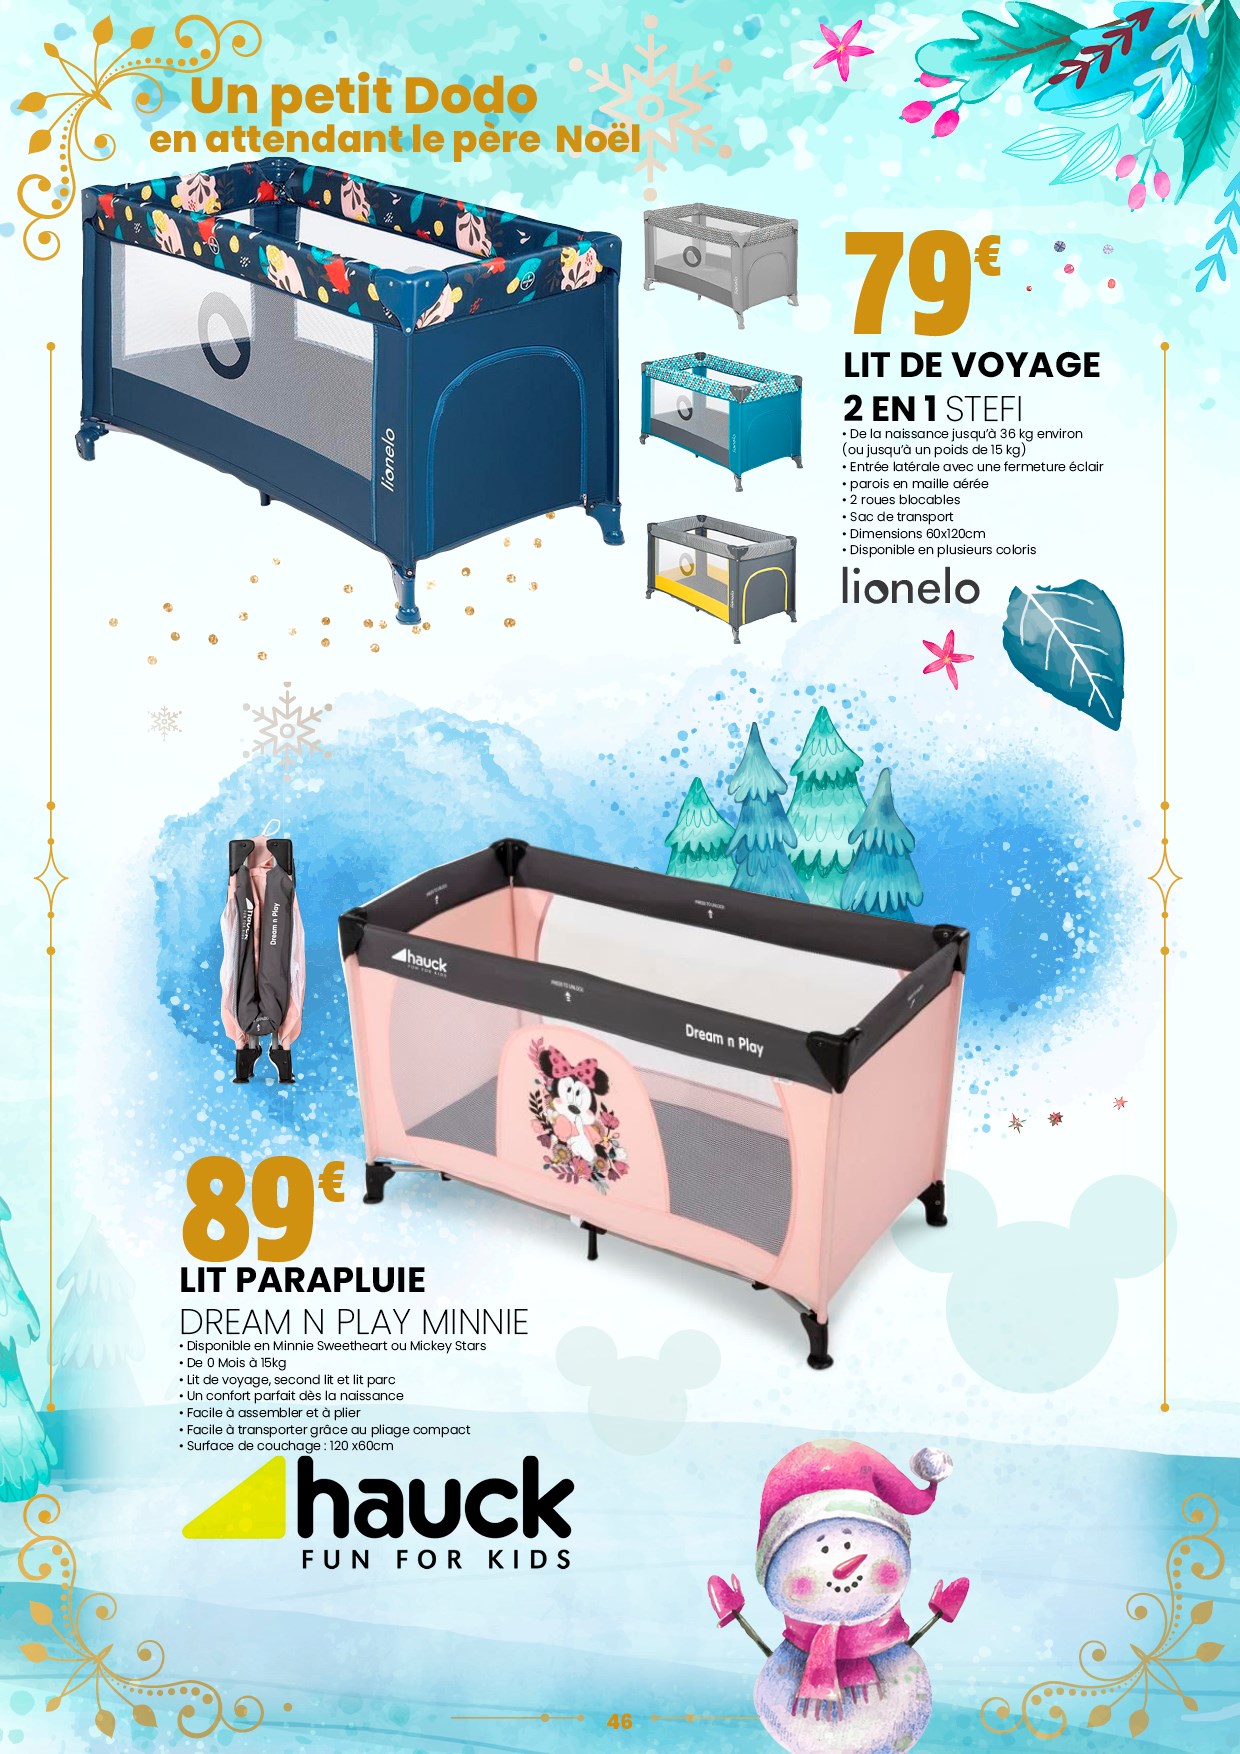 Un petit Dodo
en attendant le père Noël
lionelo
79€
LIT DE VOYAGE
2 EN 1 STEFI
• De la naissance jusqu'à 36 kg environ
(ou jusqu'à un poids de 15 kg)
• Entrée latérale avec une fermeture éclair
• parois en maille aérée
• 2 roues blocables
• Sac de transport
• Dimensions 60x120cm
• Disponible en plusieurs coloris
lionelo
hauck
Dream n Play
hauck
FUN FOR KIDS
Dream n Play
89€
LIT PARAPLUIE
DREAM N PLAY MINNIE
• Disponible en Minnie Sweetheart ou Mickey Stars
• De 0 Mois à 15kg
• Lit de voyage, second lit et lit parc
• Un confort parfait dès la naissance
• Facile à assembler et à plier
• Facile à transporter grâce au pliage compact
• Surface de couchage : 120 x60cm
hauck
FUN FOR KIDS
46